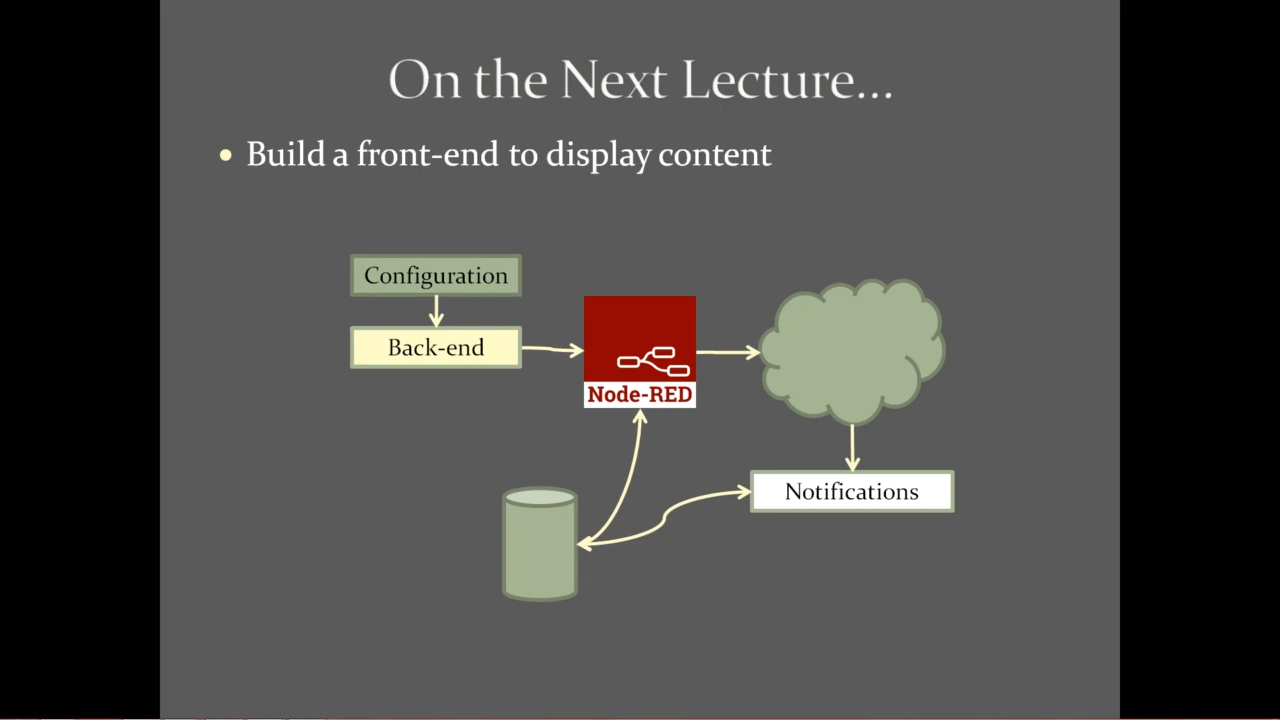 On the Next Lecture...
Build a front-end to display content
Configuration
Back-end
Node-RED
Notifications